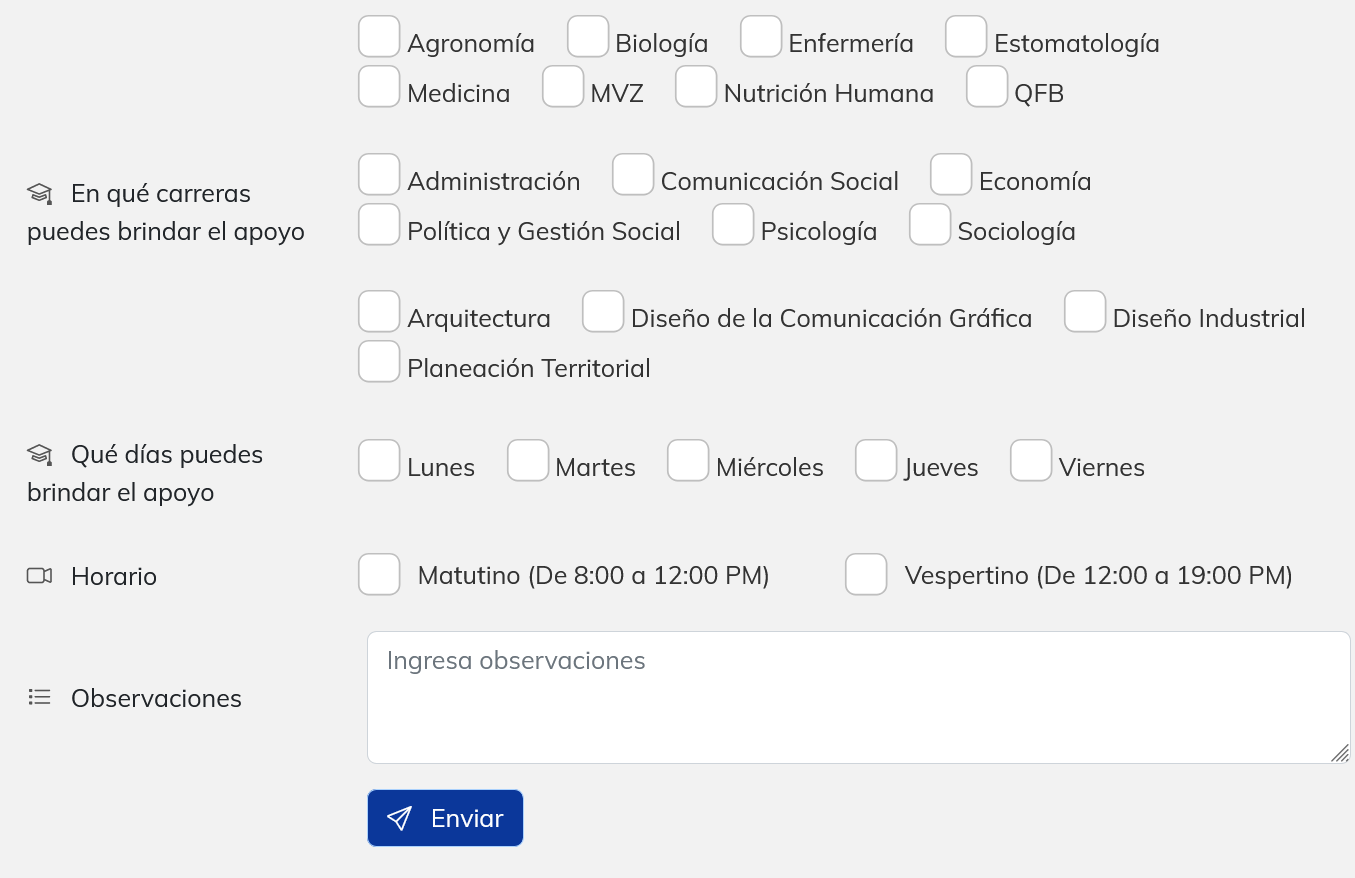 Agronomía Biología Enfermería Estomatología
Medicina MVZ Nutrición Humana QFB
En qué carreras
puedes brindar el apoyo
Administración Comunicación Social Economía
Política y Gestión Social Psicología Sociología
Arquitectura Diseño de la Comunicación Gráfica Diseño Industrial
Planeación Territorial
Qué días puedes
brindar el apoyo
Lunes Martes Miércoles Jueves Viernes
Horario Matutino (De 8:00 a 12:00 PM) Vespertino (De 12:00 a 19:00 PM)
Observaciones
Ingresa observaciones
Enviar